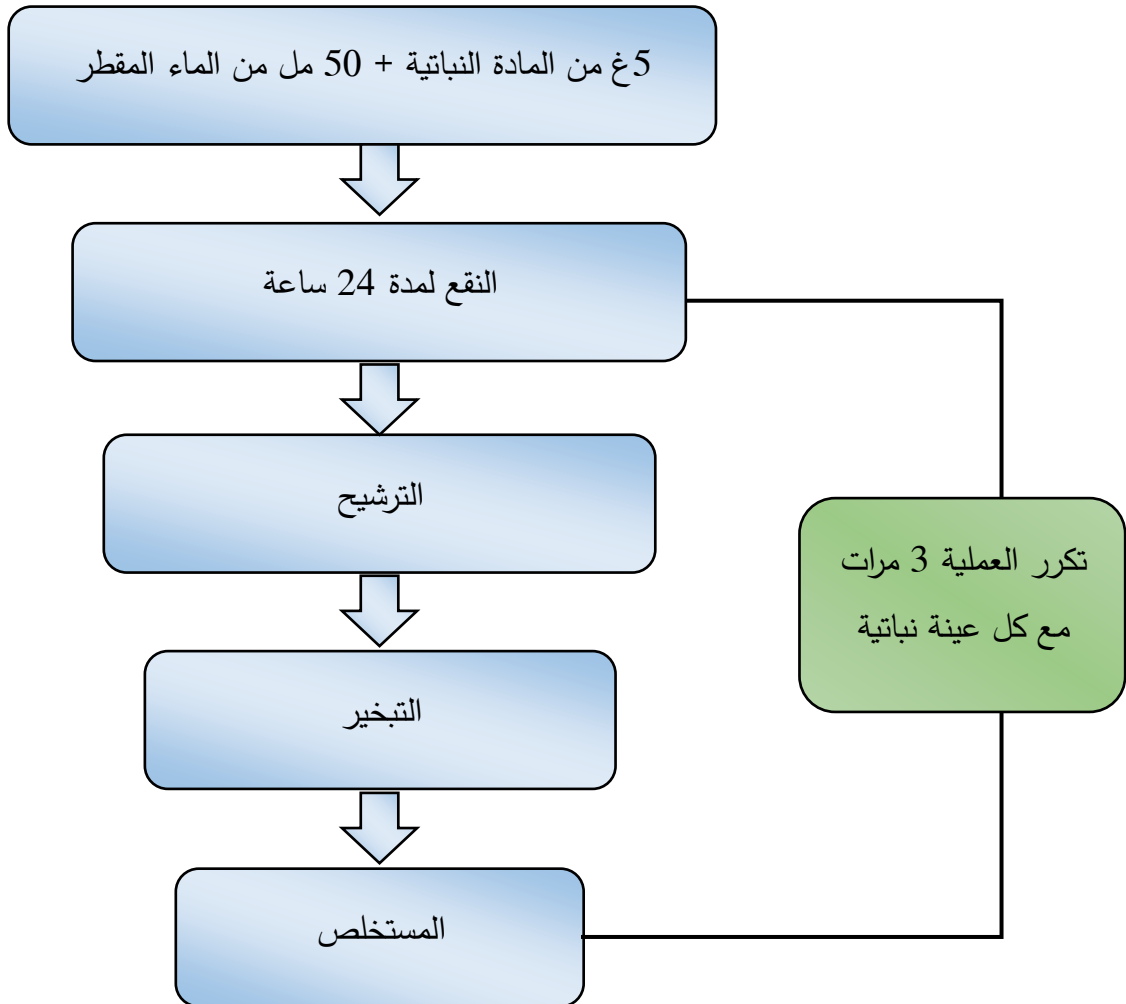 5غ من المادة النباتية + 50 مل من الماء المقطر
النقع لمدة 24 ساعة
الترشيح
التبخير
المستخلص
تكرر العملية 3 مرات
مع كل عينة نباتية